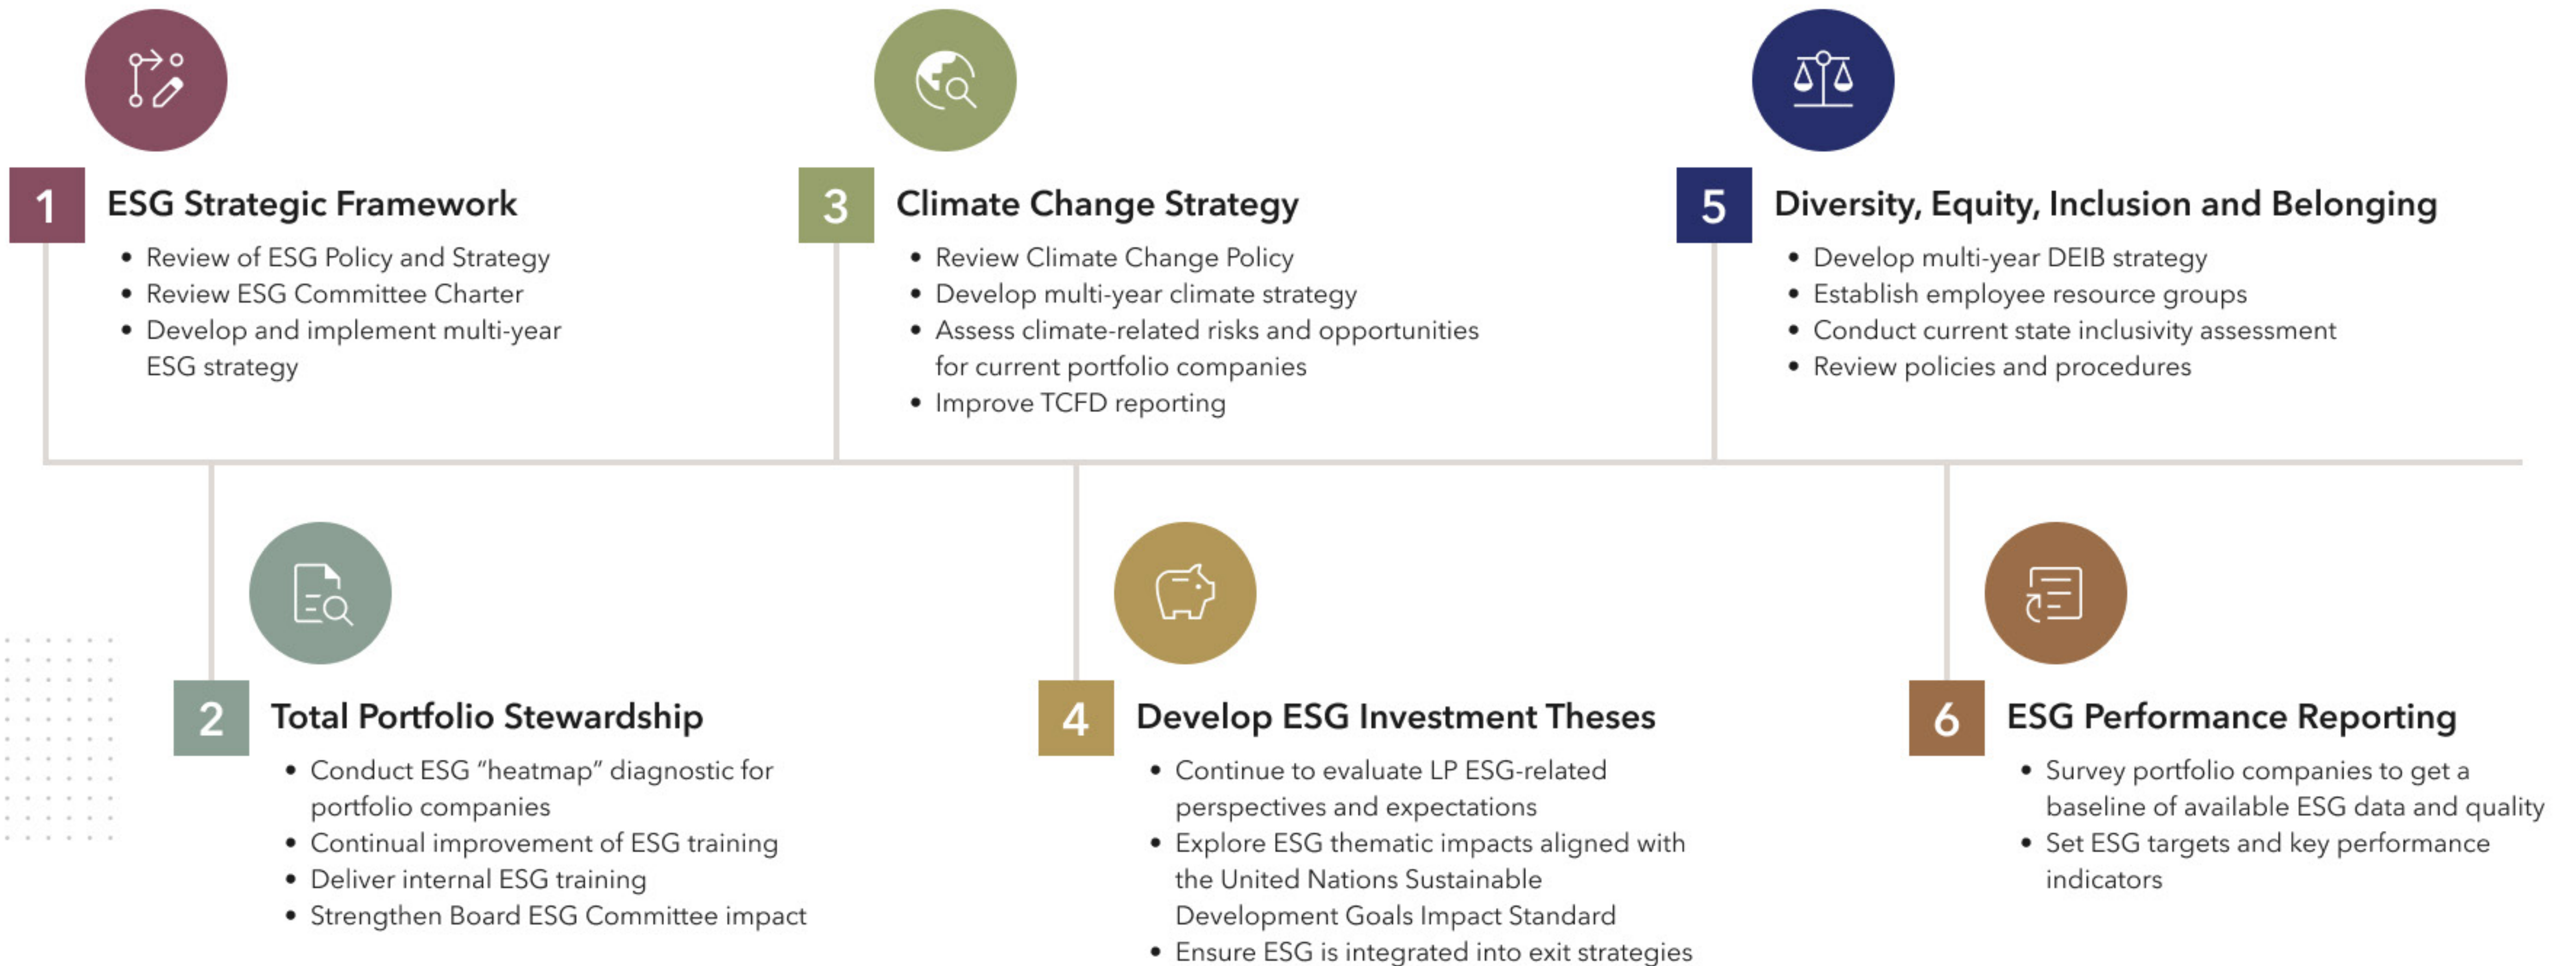 1
ESG Strategic Framework
• Review of ESG Policy and Strategy
• Review ESG Committee Charter
• Develop and implement multi-year
ESG strategy
2
Total Portfolio Stewardship
• Conduct ESG “heatmap” diagnostic for
portfolio companies
• Continual improvement of ESG training
• Deliver internal ESG training
• Strengthen Board ESG Committee impact
3
Climate Change Strategy
• Review Climate Change Policy
• Develop multi-year climate strategy
• Assess climate-related risks and opportunities
for current portfolio companies
• Improve TCFD reporting
4
Develop ESG Investment Theses
• Continue to evaluate LP ESG-related
perspectives and expectations
• Explore ESG thematic impacts aligned with
the United Nations Sustainable
Development Goals Impact Standard
• Ensure ESG is integrated into exit strategies
5
Diversity, Equity, Inclusion and Belonging
• Develop multi-year DEIB strategy
• Establish employee resource groups
• Conduct current state inclusivity assessment
• Review policies and procedures
6
ESG Performance Reporting
• Survey portfolio companies to get a
baseline of available ESG data and quality
• Set ESG targets and key performance
indicators